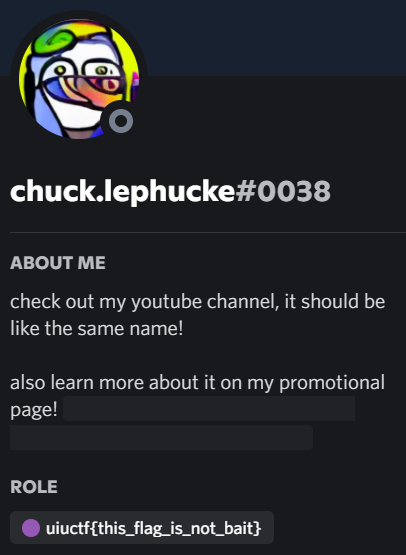 chuck.lephucke#0038
ABOUT ME
check out my youtube channel, it should be
like the same name!
also learn more about it on my promotional
page!
ROLE
uiuctf{this_flag_is_not_bait}